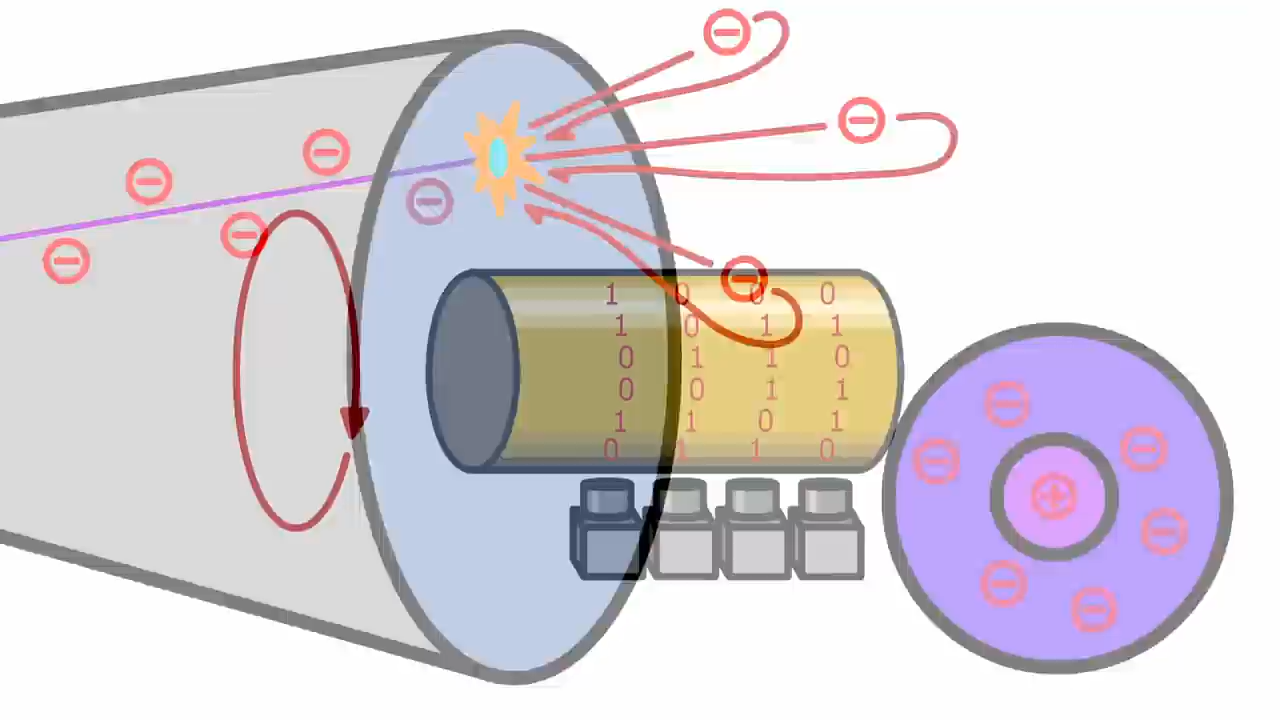 1 0 0 0
1 0 1 1
0 1 1 0
0 0 1 1
1 1 0 1
0 1 1 0